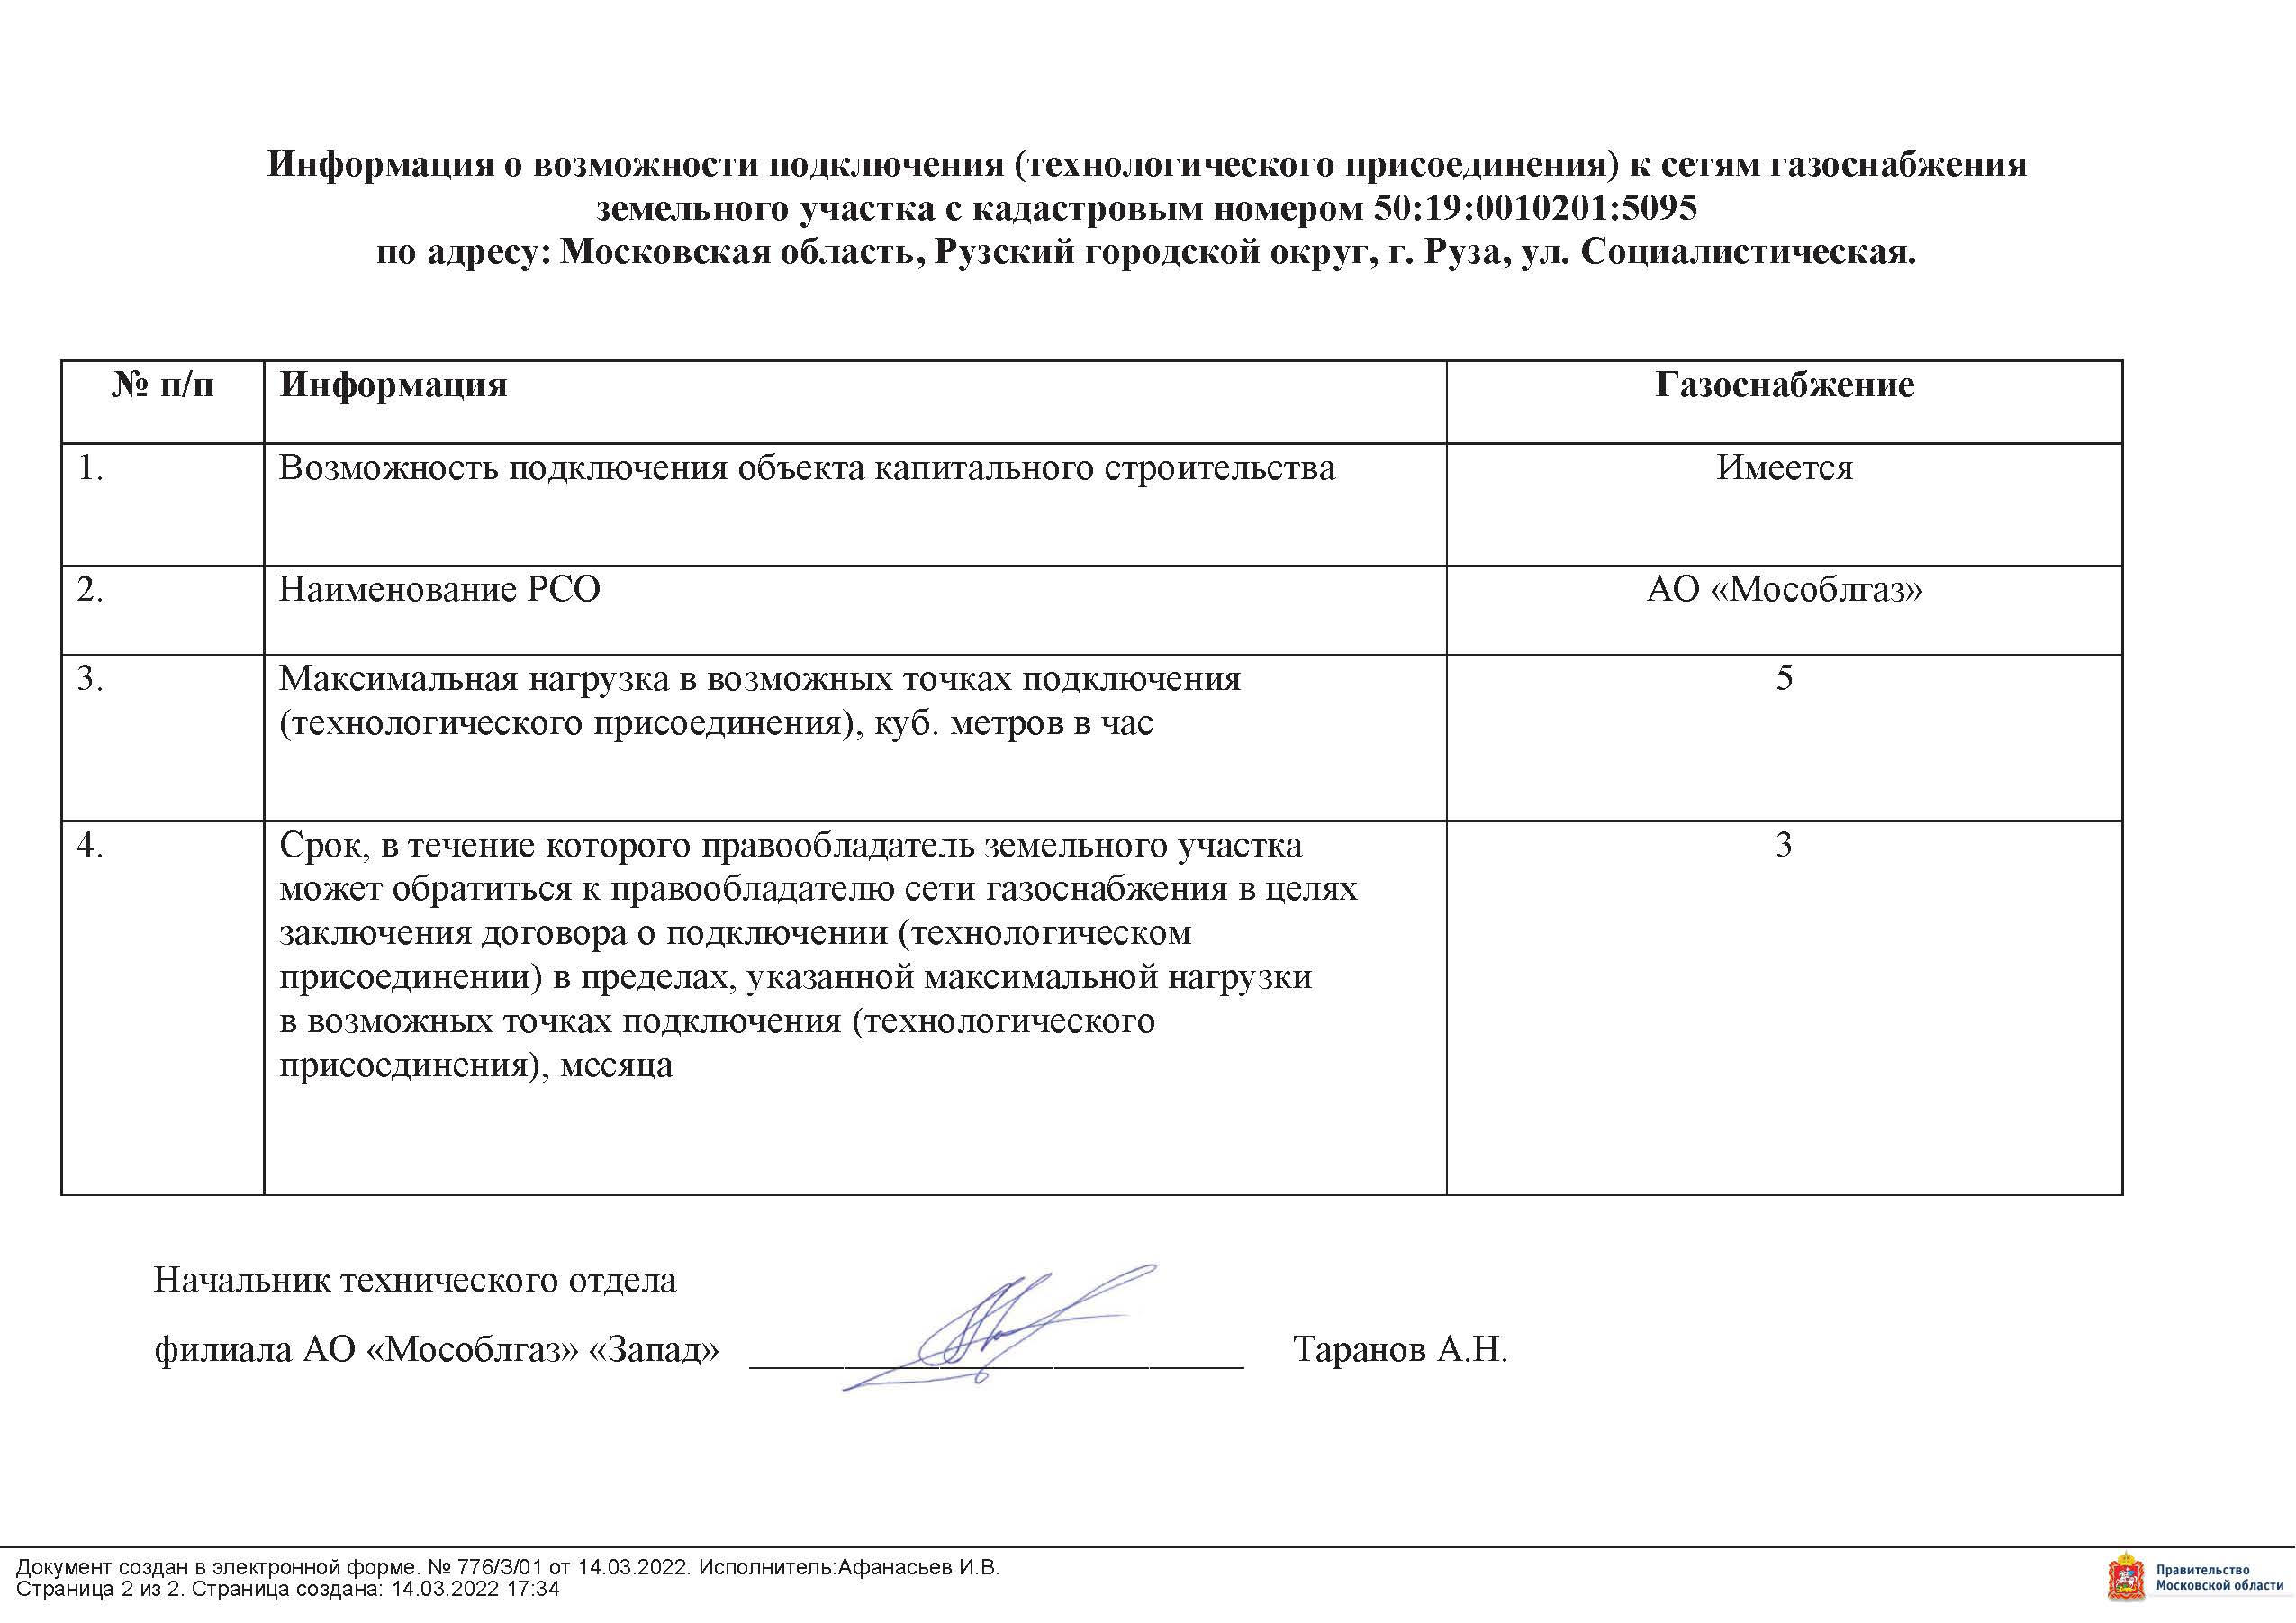 Информация о возможности подключения (технологического присоединения) к сетям газоснабжения
земельного участка с кадастровым номером 50:19:0010201:5095
по адресу: Московская область, Рузский городской округ, г. Руза, ул. Социалистическая.
№ п/п Информация Газоснабжение
1. Возможность подключения объекта капитального строительства Имеется
2. Наименование РСО АО «Мособлгаз»
3. Максимальная нагрузка в возможных точках подключения 5
(технологического присоединения), куб. метров в час
4. Срок, в течение которого правообладатель земельного участка 3
может обратиться к правообладателю сети газоснабжения в целях
заключения договора о подключении (технологическом
присоединении) в пределах, указанной максимальной нагрузки
в возможных точках подключения (технологического
присоединения), месяца
Начальник технического отдела
филиала АО «Мособлгаз» «Запад» Таранов А.Н.
Документ создан в электронной форме. № 776/З/01 от 14.03.2022. Исполнитель:Афанасьев И.В.
Страница 2 из 2. Страница создана: 14.03.2022 17:34
Правительство
Московской области